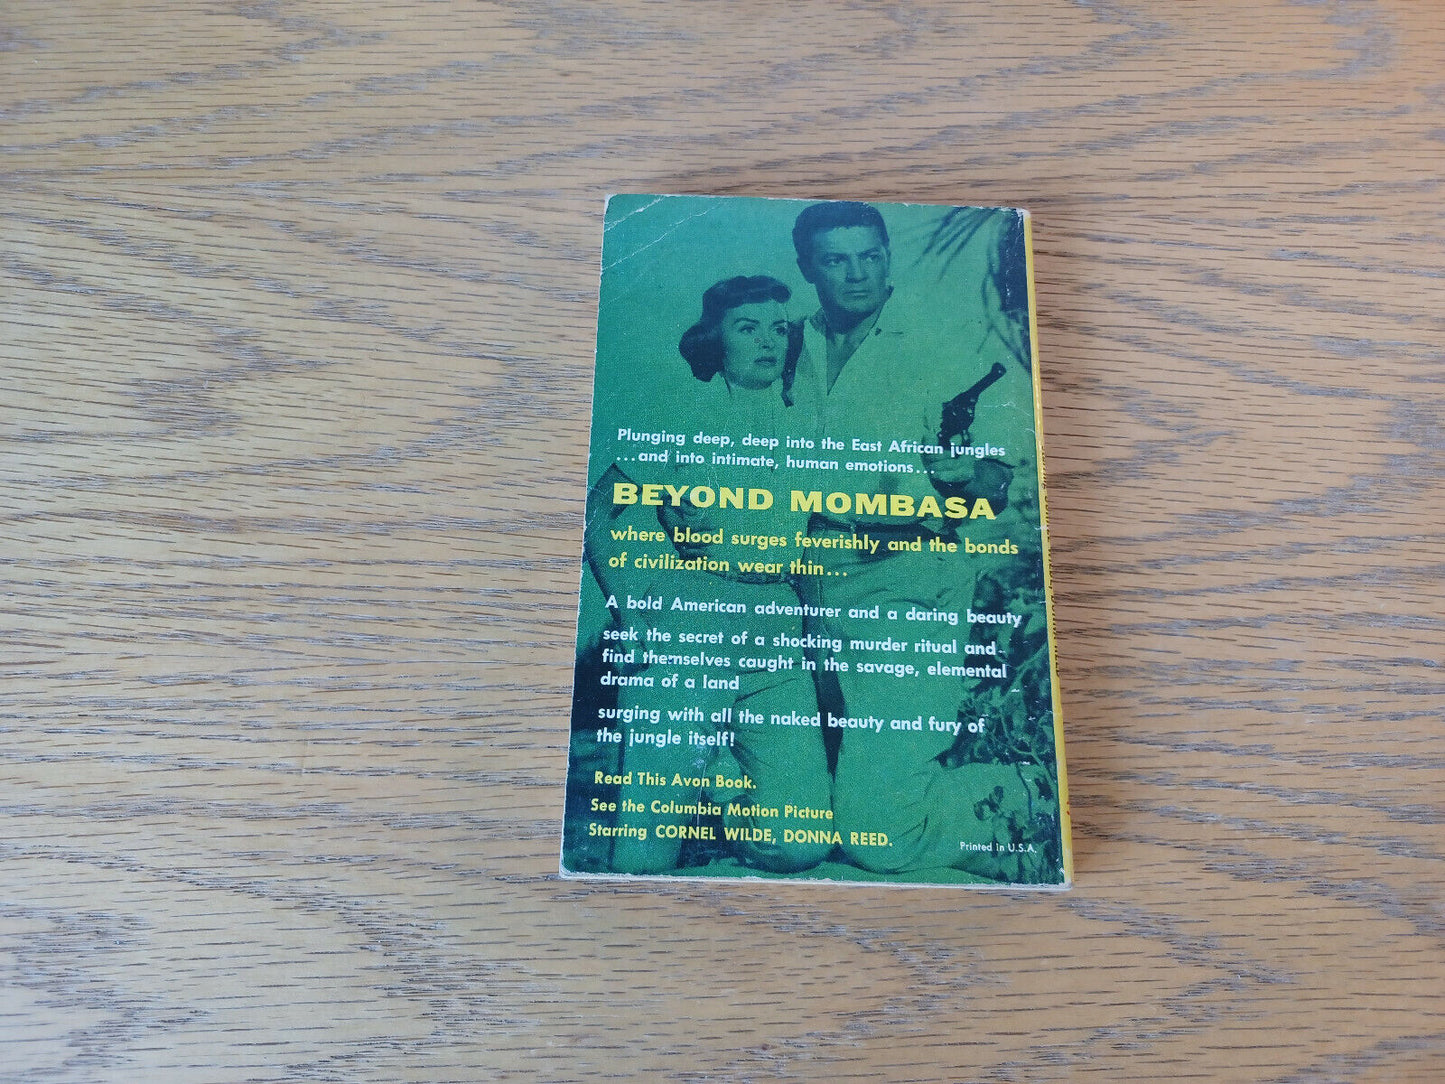 Plunging deep, deep into the East African jungles
...and into intimate, human emotions...
BEYOND MOMBASA
where blood surges feverishly and the bonds
of civilization wear thin...
A bold American adventurer and a daring beauty
seek the secret of a shocking murder ritual and
find themselves caught in the savage, elemental
drama of a land
surging with all the naked beauty and fury of
the jungle itself!
Read This Avon Book.
See the Columbia Motion Picture
Starring CORNEL WILDE, DONNA REED.
Printed in U.S.A.